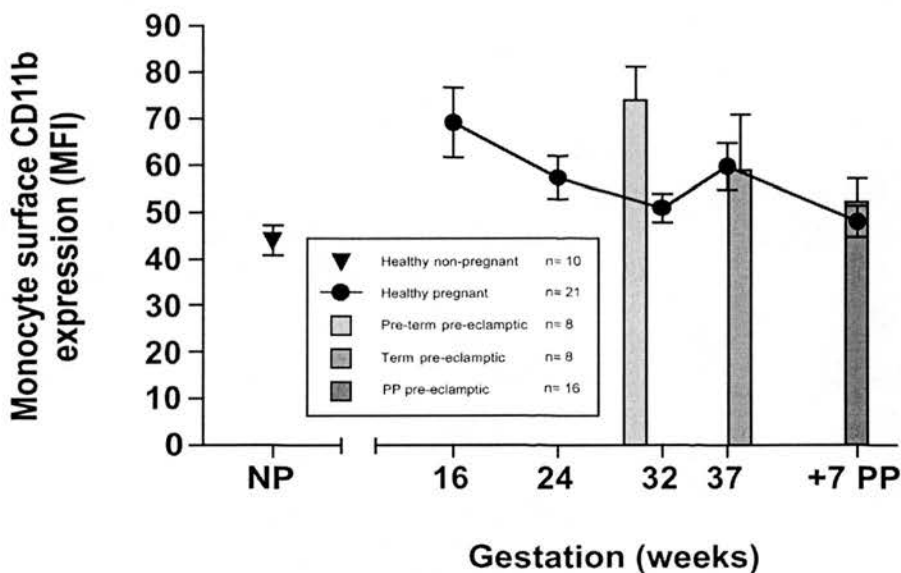 Monocyte surface CD11b
expression (MFI)
90
80
70
60
50
40
30
20
10
0
Healthy non-pregnant n= 10
Healthy pregnant n= 21
Pre-term pre-eclamptic n= 8
Term pre-eclamptic n= 8
PP pre-eclamptic n= 16
NP 16 24 32 37 +7 PP
Gestation (weeks)